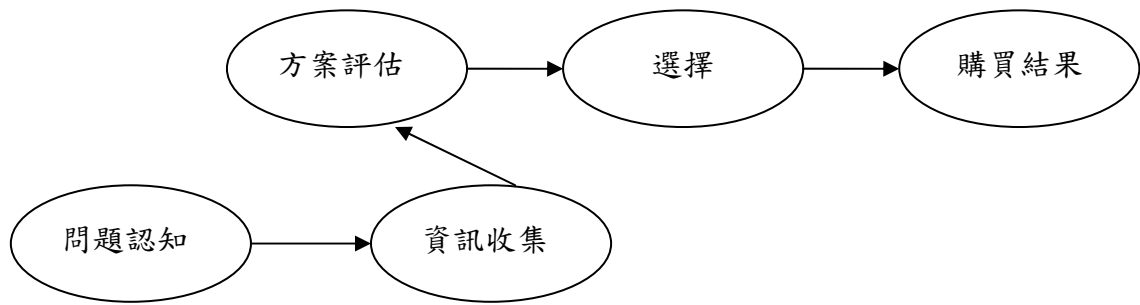 方案評估
選擇
購買結果
問題認知
資訊收集